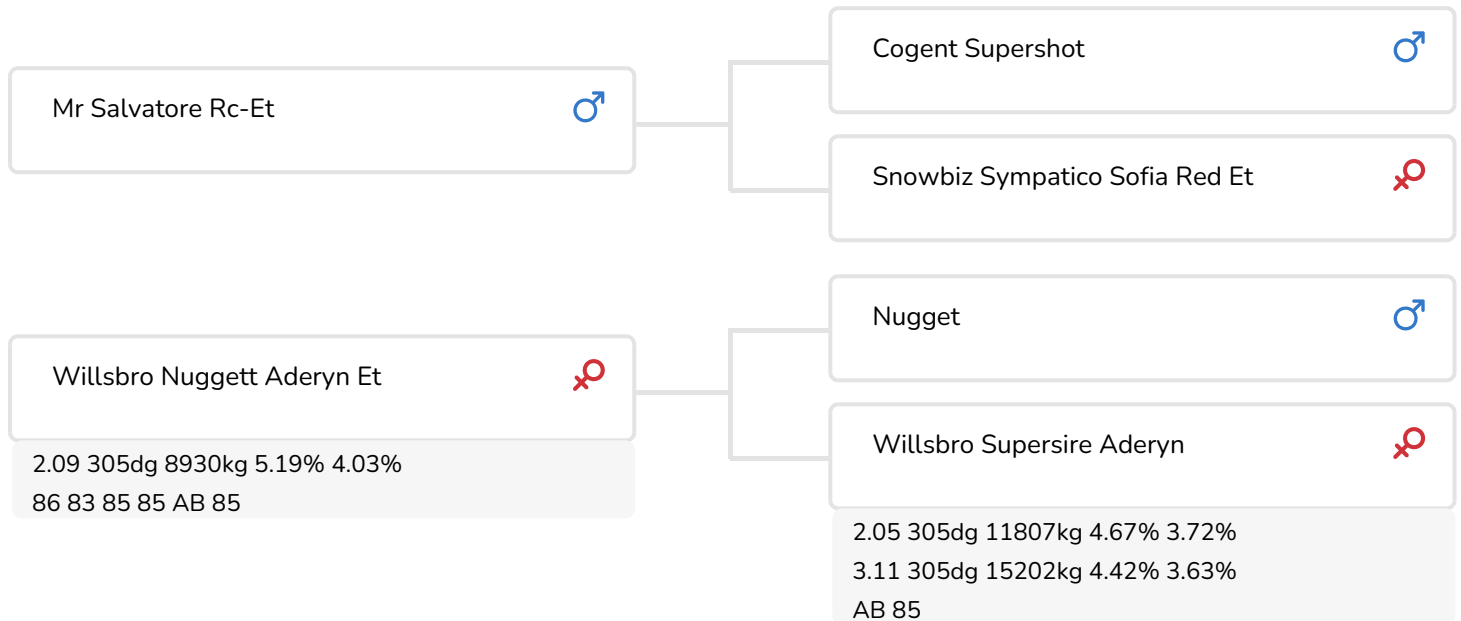 Mr Salvatore Rc-Et
Cogent Supershot
Snowbiz Sympatico Sofia Red Et
Willsbro Nuggett Aderyn Et
2.09 305dg 8930kg 5.19% 4.03%
86 83 85 85 AB 85
Nugget
Willsbro Supersire Aderyn
2.05 305dg 11807kg 4.67% 3.72%
3.11 305dg 15202kg 4.42% 3.63%
AB 85